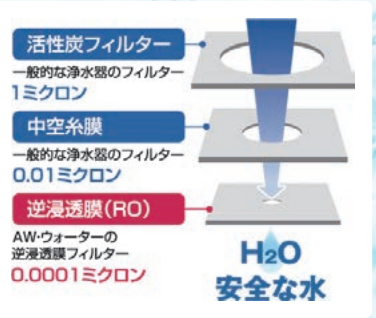 活性炭フィルター
一般的な浄水器のフィルター
1ミクロン
中空糸膜
一般的な浄水器のフィルター
0.01ミクロン
逆浸透膜(RO)
AW・ウォーターの
逆浸透膜フィルター
0.0001ミクロン
H2O
安全な水